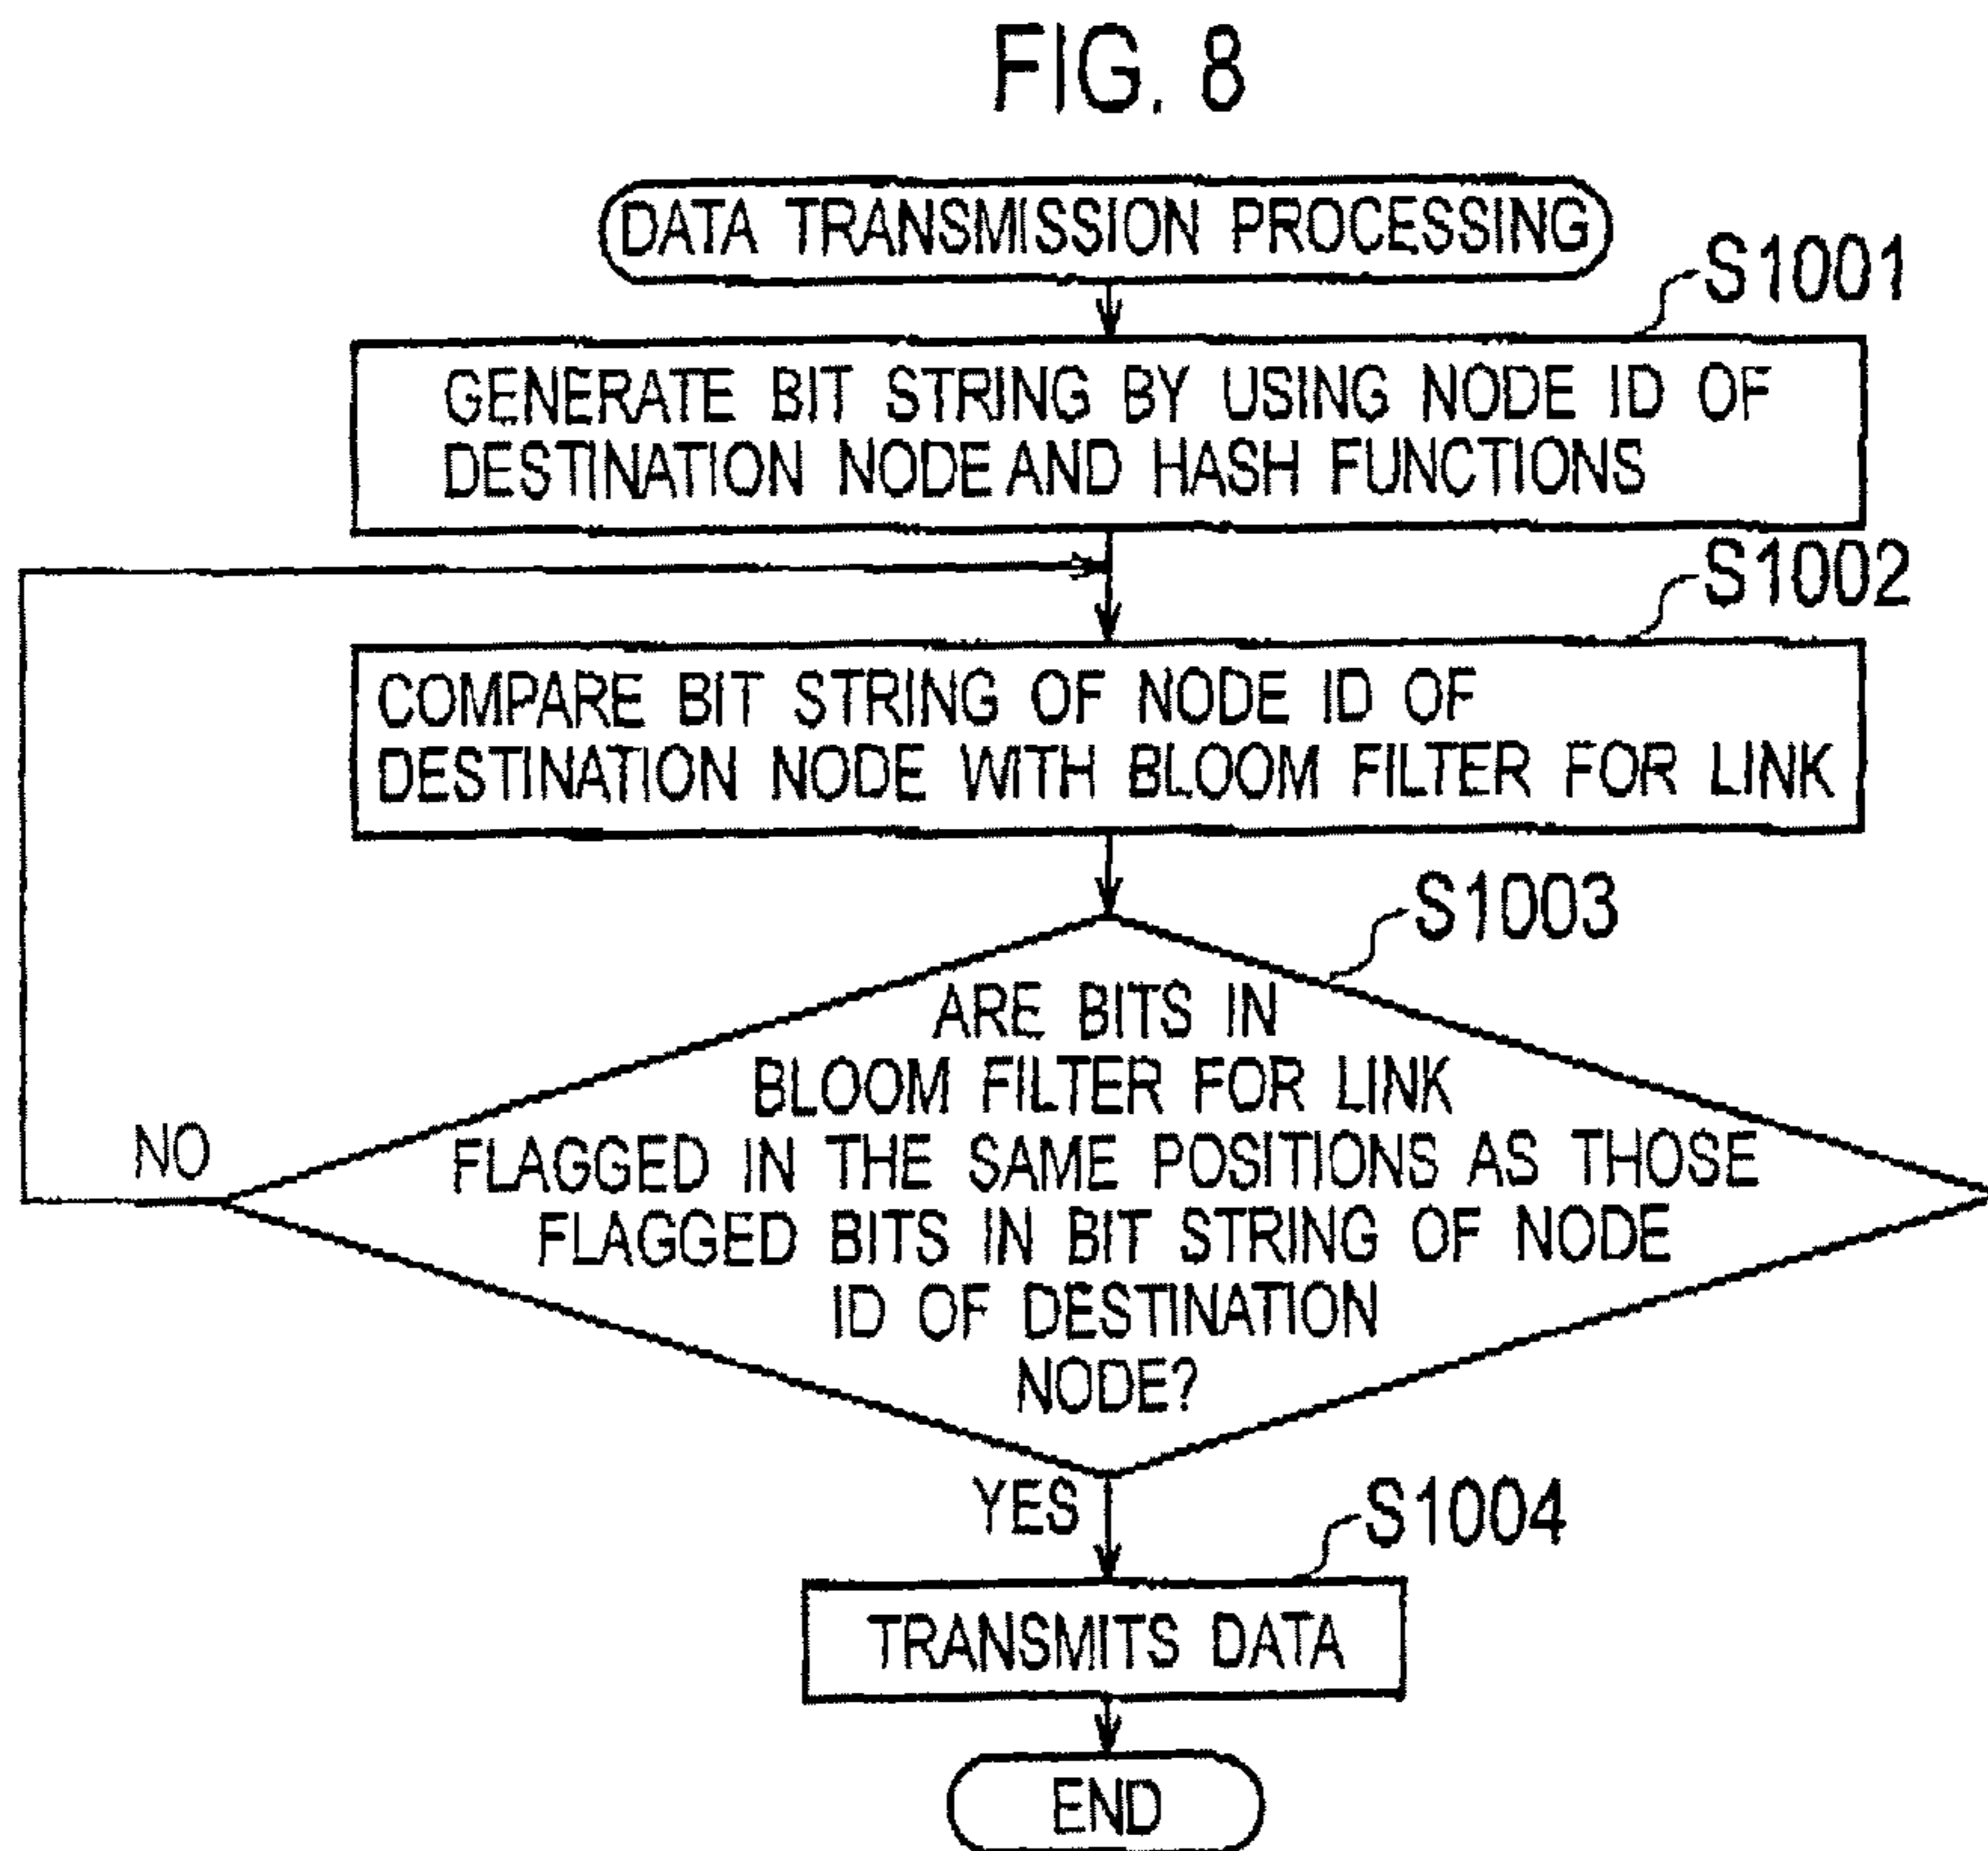 FIG. 8
DATA TRANSMISSION PROCESSING
S1001
GENERATE BIT STRING BY USING NODE ID OF
DESTINATION NODE AND HASH FUNCTIONS
S1002
COMPARE BIT STRING OF NODE ID OF
DESTINATION NODE WITH BLOOM FILTER FOR LINK
S1003
ARE BITS IN
BLOOM FILTER FOR LINK
FLAGGED IN THE SAME POSITIONS AS THOSE
FLAGGED BITS IN BIT STRING OF NODE
ID OF DESTINATION
NODE?
NO
YES
S1004
TRANSMITS DATA
END